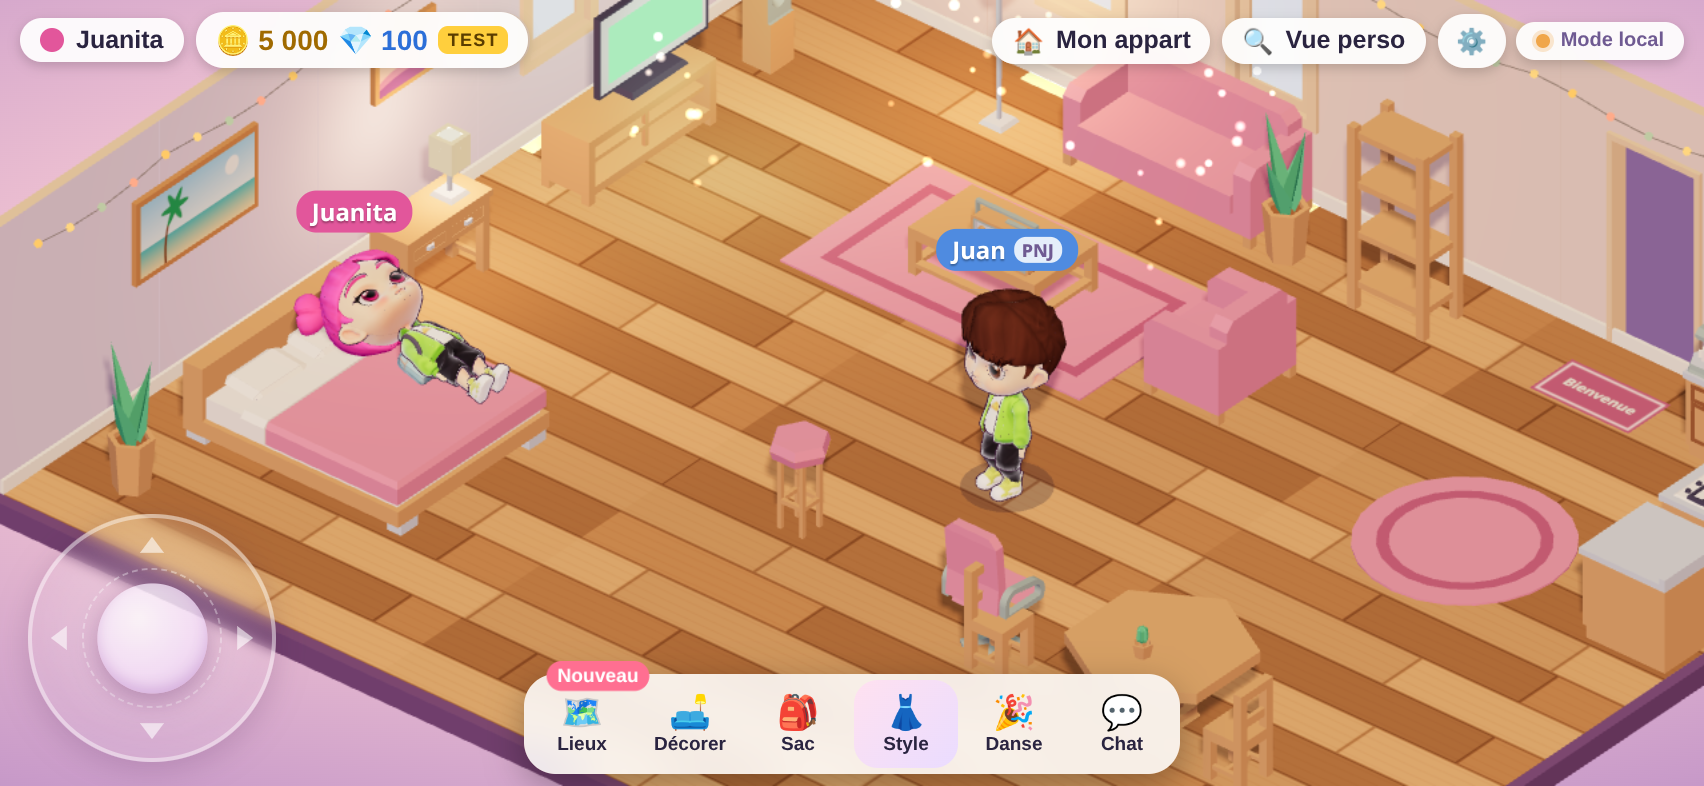 Juanita
5 000
100
TEST
Mon appart
Vue perso
Mode local
Juanita
Juan PNJ
Bienvenue
Nouveau
Lieux
Décorer
Sac
Style
Danse
Chat